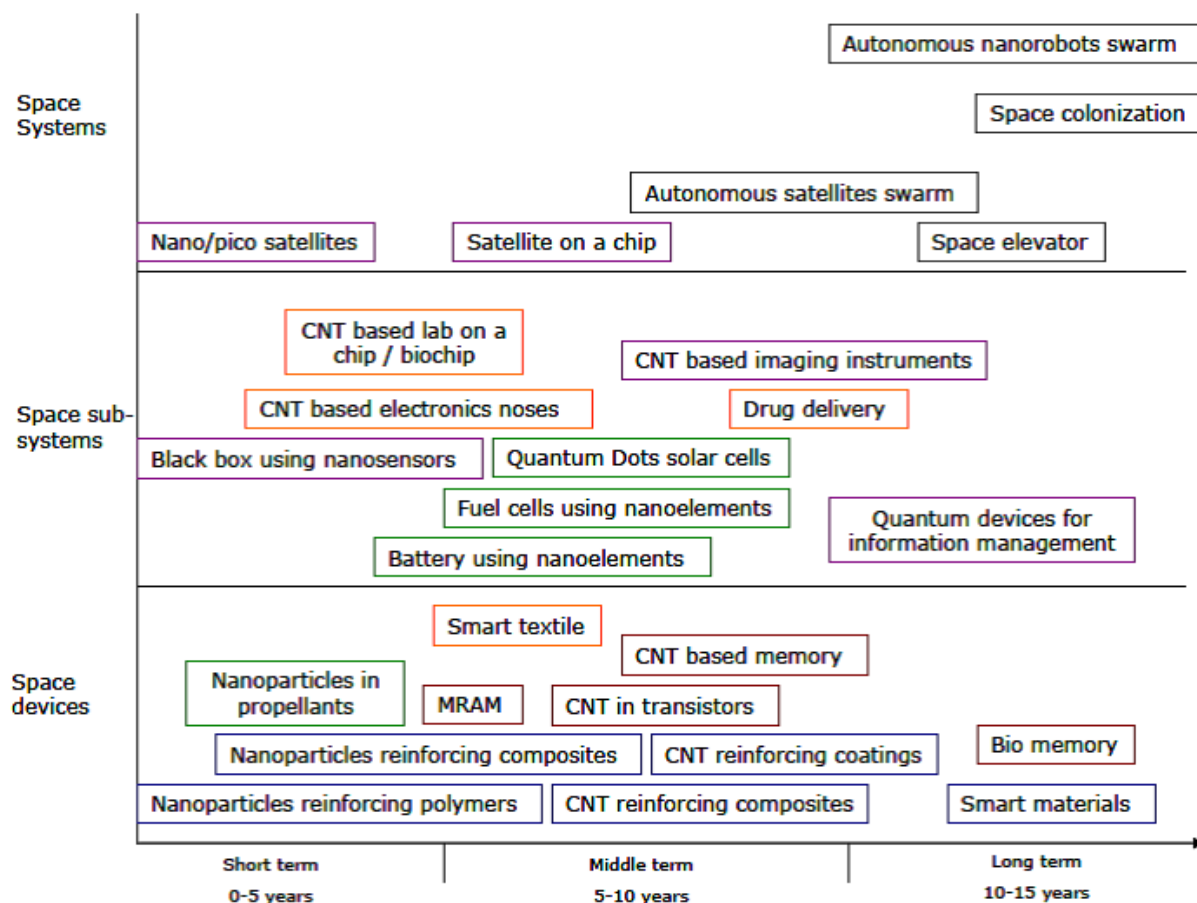 Autonomous nanorobots swarm
Space
Systems
Space colonization
Autonomous satellites swarm
Nano/pico satellites
Satellite on a chip
Space elevator
CNT based lab on a
chip / biochip
CNT based imaging instruments
Space sub-
systems
CNT based electronics noses
Drug delivery
Black box using nanosensors
Quantum Dots solar cells
Fuel cells using nanoelements
Quantum devices for
information management
Battery using nanoelements
Smart textile
CNT based memory
Space
devices
Nanoparticles in
propellants
MRAM
CNT in transistors
Bio memory
Nanoparticles reinforcing composites
CNT reinforcing coatings
Nanoparticles reinforcing polymers
CNT reinforcing composites
Smart materials
Short term
0-5 years
Middle term
5-10 years
Long term
10-15 years